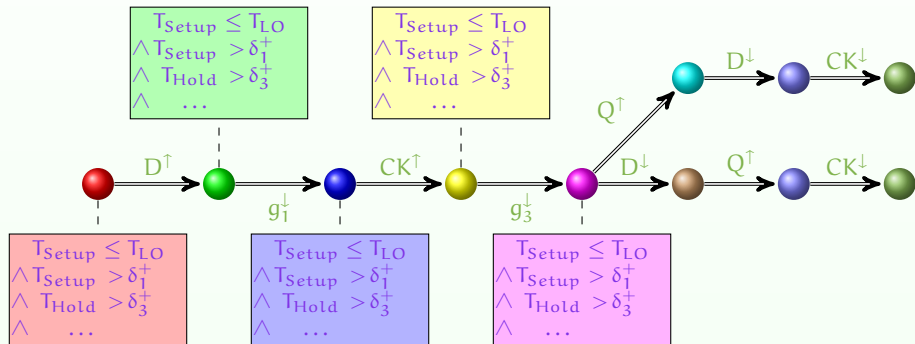 T_Setup ≤ T_LO
∧ T_Setup > δ₁⁺
∧ T_Hold > δ₃⁺
∧ ...
T_Setup ≤ T_LO
∧ T_Setup > δ₁⁺
∧ T_Hold > δ₃⁺
∧ ...
D↓ CK↓
Q↑
D↑ CK↑ D↓ Q↑ CK↓
g₁↓ g₃↓
T_Setup ≤ T_LO
∧ T_Setup > δ₁⁺
∧ T_Hold > δ₃⁺
∧ ...
T_Setup ≤ T_LO
∧ T_Setup > δ₁⁺
∧ T_Hold > δ₃⁺
∧ ...
T_Setup ≤ T_LO
∧ T_Setup > δ₁⁺
∧ T_Hold > δ₃⁺
∧ ...